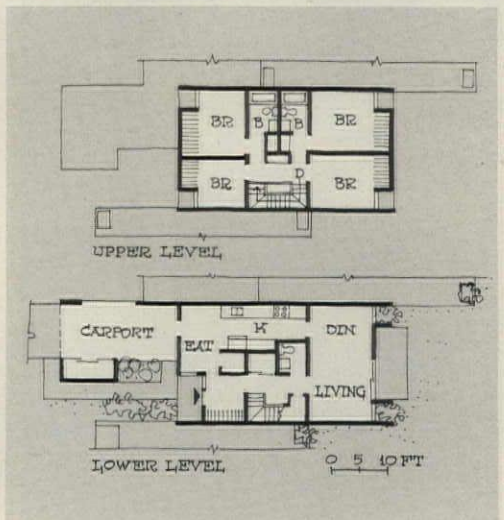 BR B B BR
BR D BR
UPPER LEVEL
CARPORT K DIN
EAT
LIVING
LOWER LEVEL
0 5 10 FT